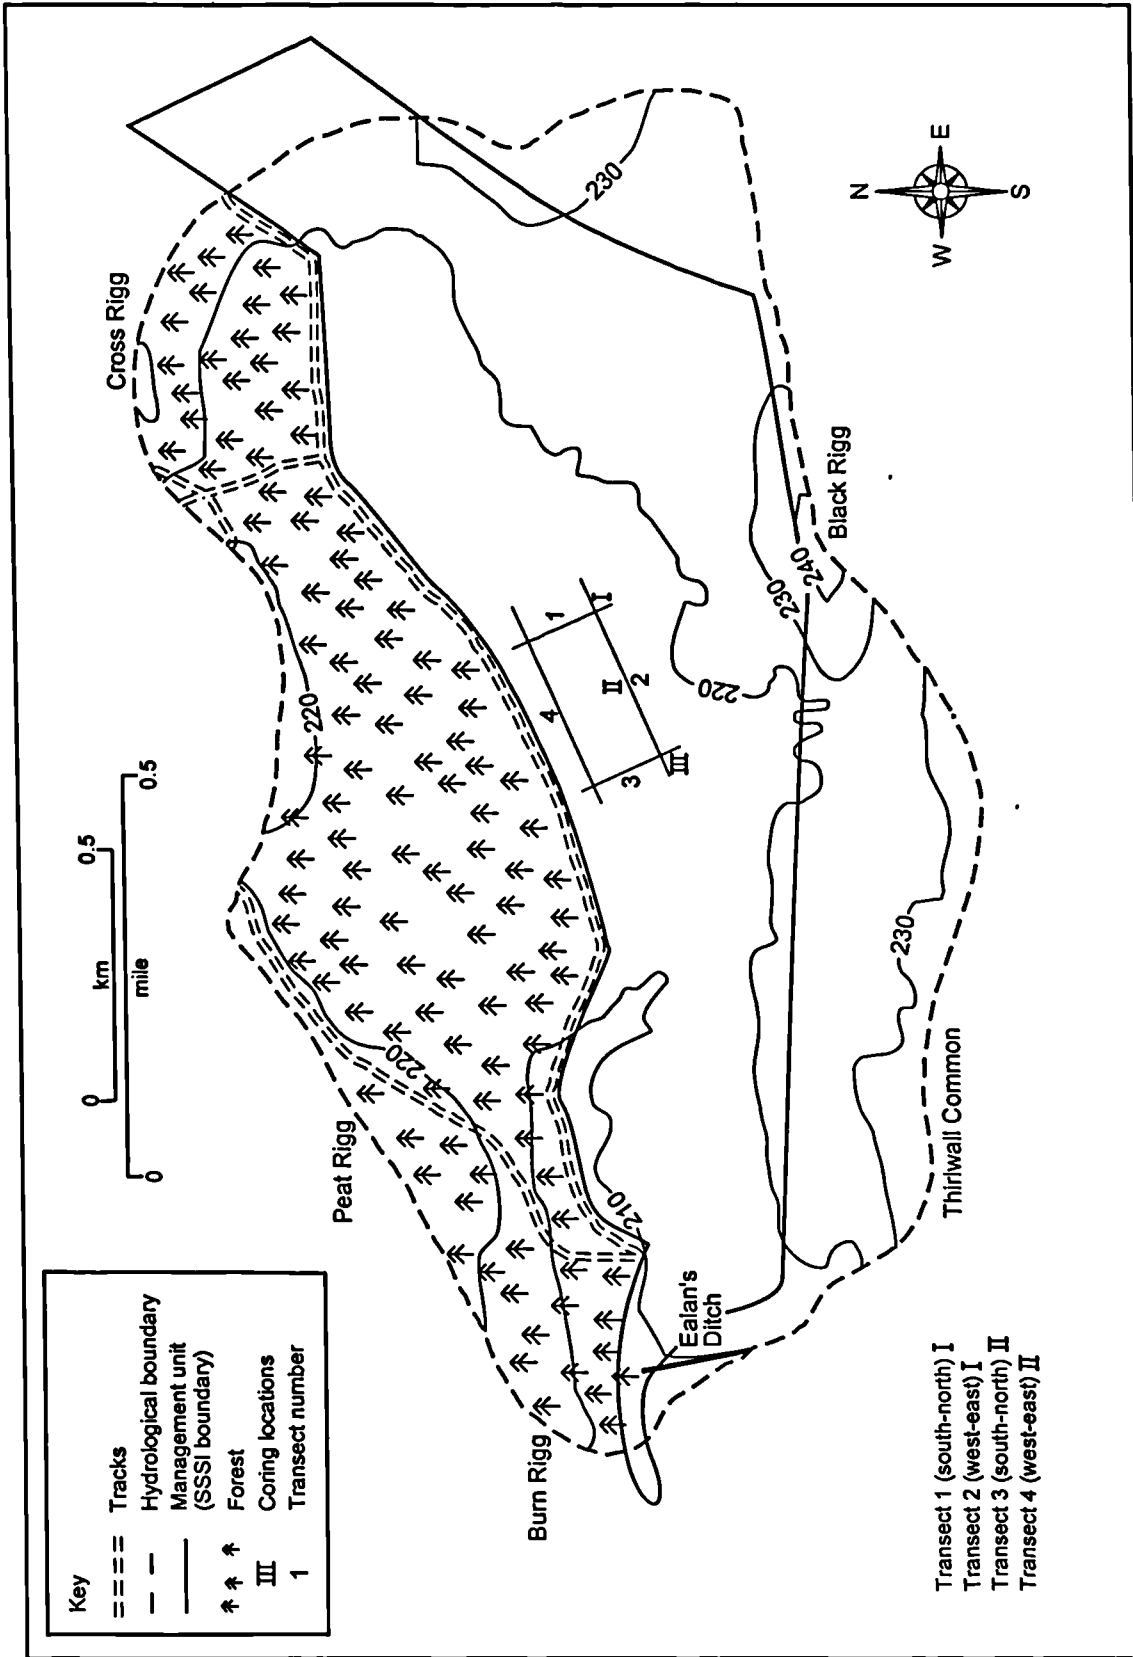 Key
Tracks
Hydrological boundary
Management unit
(SSSI boundary)
Forest
III Coring locations
1 Transect number
0 0.5
km
0 0.5
mile
Cross Rigg
Peat Rigg
Burn Rigg
Black Rigg
Thirlwall Common
Ealan's
Ditch
220
220
220
210
230
230
230
240
1
2
3
4
I
II
III
N
E
S
W
Transect 1 (south-north) I
Transect 2 (west-east) I
Transect 3 (south-north) II
Transect 4 (west-east) II